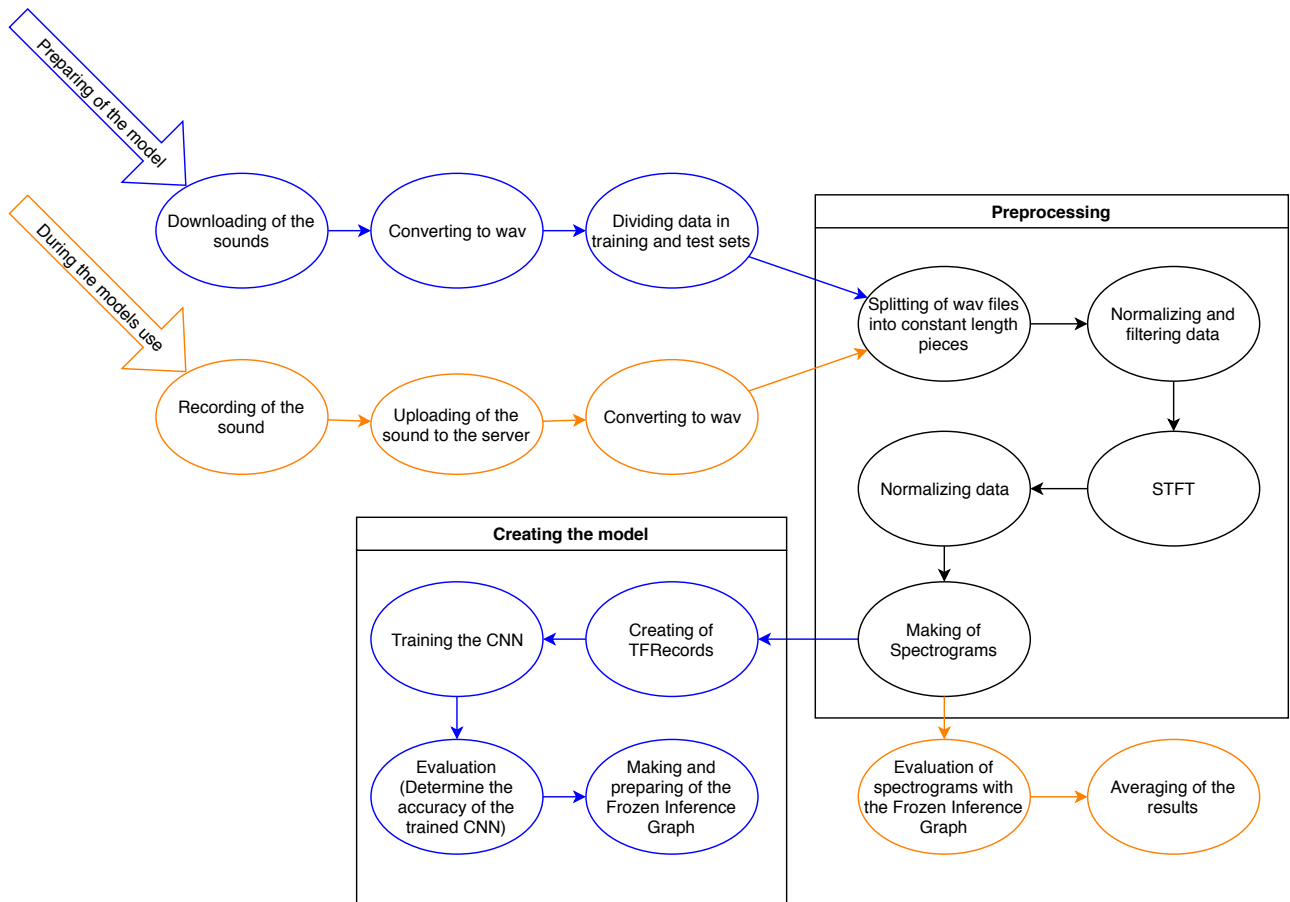 Preparing of the model
During the models use
Downloading of the
sounds
Converting to wav
Dividing data in
training and test sets
Recording of the
sound
Uploading of the
sound to the server
Converting to wav
Preprocessing
Splitting of wav files
into constant length
pieces
Normalizing and
filtering data
Normalizing data
STFT
Making of
Spectrograms
Creating the model
Training the CNN
Creating of
TFRecords
Evaluation
(Determine the
accuracy of the
trained CNN)
Making and
preparing of the
Frozen Inference
Graph
Evaluation of
spectrograms with
the Frozen Inference
Graph
Averaging of the
results